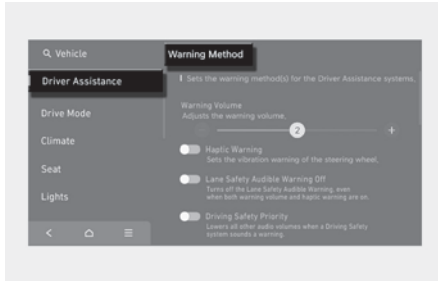 Vehicle
Warning Method
Driver Assistance
Sets the warning method(s) for the Driver Assistance systems.
Drive Mode
Warning Volume
Adjusts the warning volume.
2
Climate
Haptic Warning
Sets the vibration warning of the steering wheel.
Seat
Lane Safety Audible Warning Off
Turns off the Lane Safety Audible Warning, even
when both warning volume and haptic warning are on.
Lights
Driving Safety Priority
Lowers all other audio volumes when a Driving Safety
system sounds a warning.